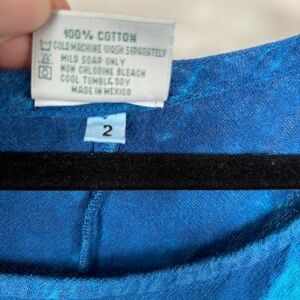 100% COTTON
COLD MACHINE WASH SEPARATELY
MILD SOAP ONLY
NON CHLORINE BLEACH
COOL TUMBLE DRY
MADE IN MEXICO
2